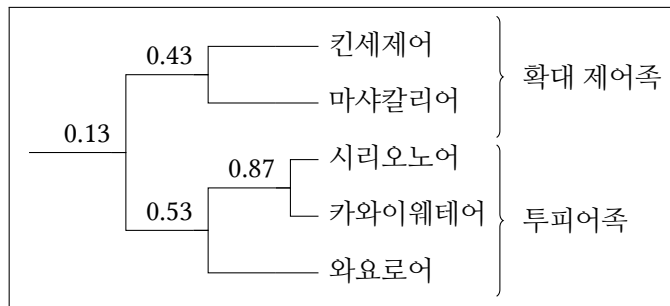 0.43
킨세제어
마샤칼리어
확대 제어족
0.13
시리오노어
0.87
카와이웨테어
0.53
투피어족
와요로어